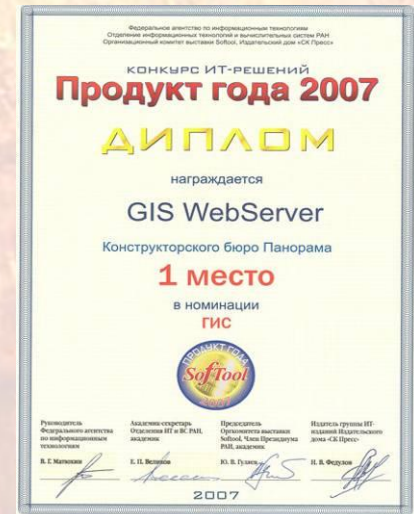 Федеральное агентство по информационным технологиям
Отделение информационных технологий и вычислительных систем РАН
Организационный комитет выставки Softool, Издательский дом «СК Пресс»
КОНКУРС ИТ-РЕШЕНИЙ
Продукт года 2007
ДИПЛОМ
награждается
GIS WebServer
Конструкторского бюро Панорама
1 место
в номинации
ГИС
ПРОДУКТ ГОДА
SofTool
2007
Руководитель
Федерального агентства
по информационным
технологиям
В. Г. Матюхин
Академик-секретарь
Отделения ИТ и ВС РАН,
академик
Е. П. Велихов
Председатель
Оргкомитета выставки
Softool, Член Президиума
РАН, академик
Ю. В. Гуляев
Издатель группы ИТ-
изданий Издательского
дома «СК Пресс»
Н. В. Федулов
2007